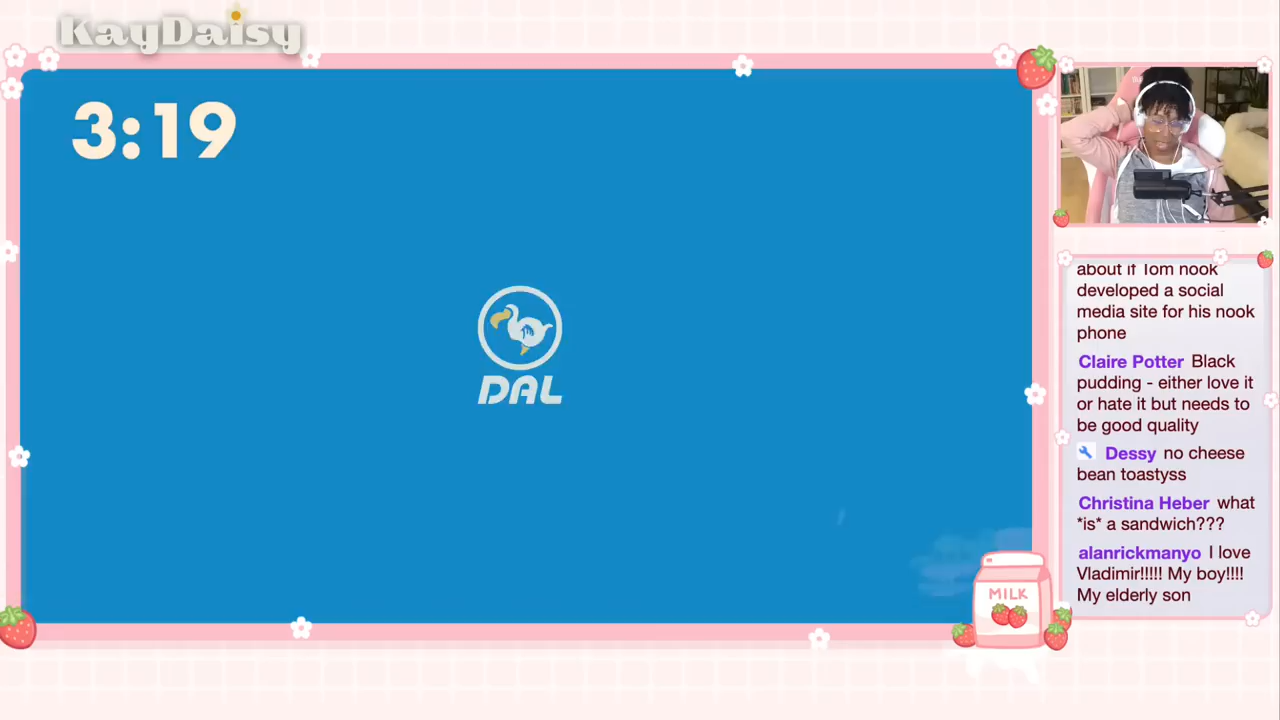 KayDaisy
3:19
DAL
about if Tom nook
developed a social
media site for his nook
phone
Claire Potter Black
pudding - either love it
or hate it but needs to
be good quality
Dessy no cheese
bean toastyss
Christina Heber what
*is* a sandwich???
alanrickmanyo I love
Vladimir!!!!! My boy!!!!
My elderly son
MILK